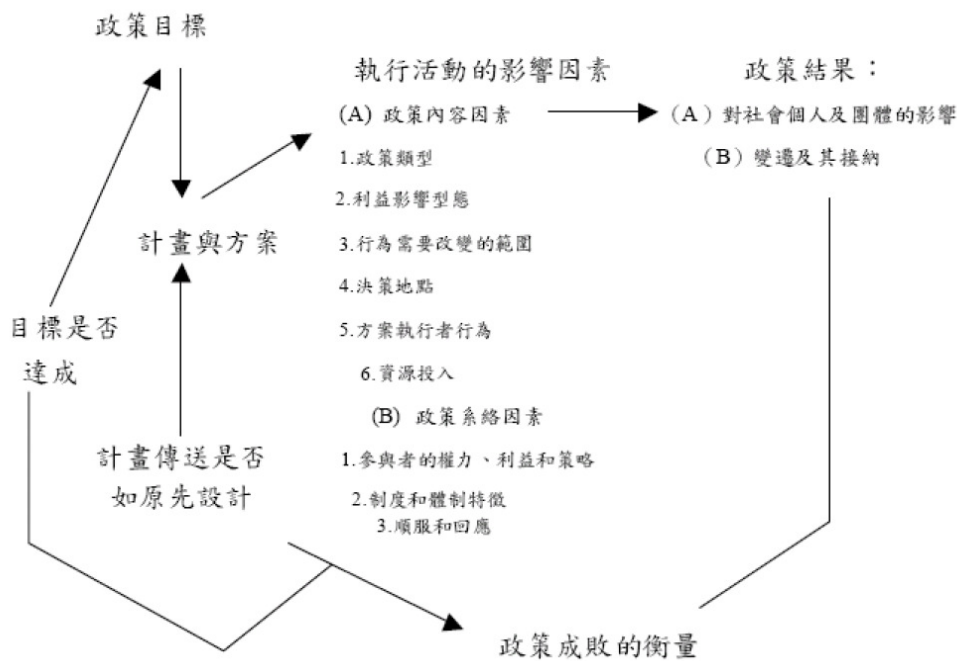 政策目標
執行活動的影響因素
政策結果：
(A) 政策內容因素
（A）對社會個人及團體的影響
1.政策類型
（B）變遷及其接納
2.利益影響型態
計畫與方案
3.行為需要改變的範圍
4.決策地點
目標是否
達成
5.方案執行者行為
6.資源投入
(B) 政策系絡因素
計畫傳送是否
如原先設計
1.參與者的權力、利益和策略
2.制度和體制特徵
3.順服和回應
政策成敗的衡量